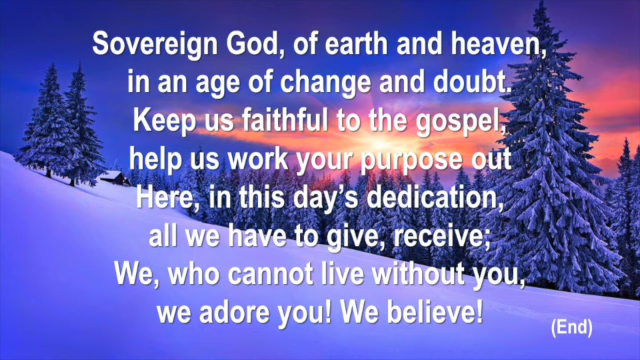 Sovereign God, of earth and heaven,
in an age of change and doubt.
Keep us faithful to the gospel,
help us work your purpose out
Here, in this day's dedication,
all we have to give, receive;
We, who cannot live without you,
we adore you! We believe!
(End)